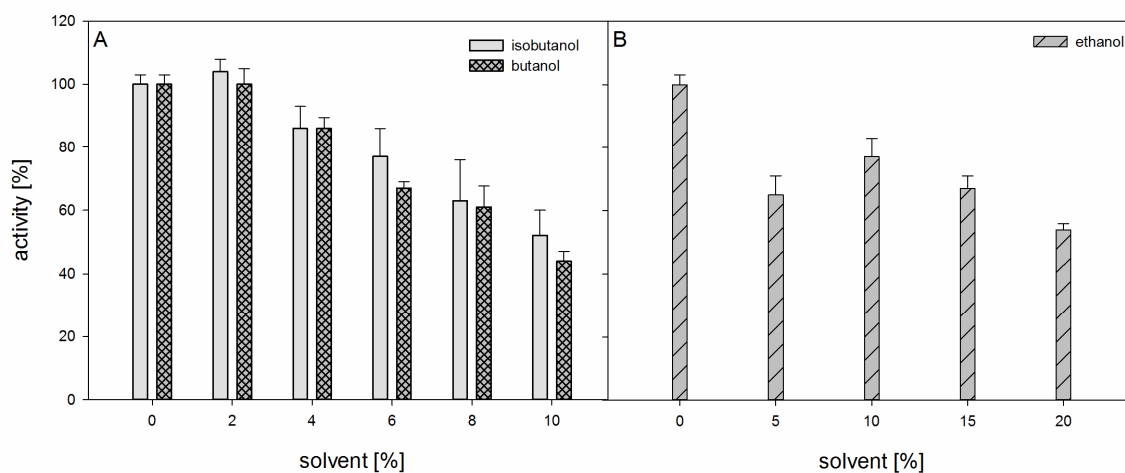 A
isobutanol
butanol
B
ethanol
120
100
80
60
40
20
0
activity [%]
0 2 4 6 8 10
0 5 10 15 20
solvent [%]
solvent [%]